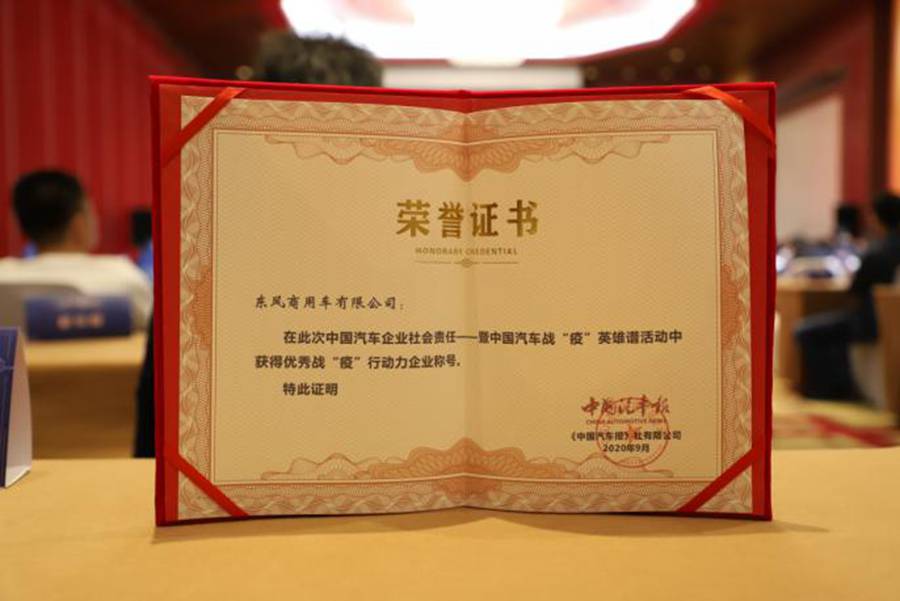 荣誉证书
HONORARY CREDENTIAL
东风商用车有限公司：
在此次中国汽车企业社会责任——暨中国汽车战“疫”英雄谱活动中
获得优秀战“疫”行动力企业称号。
特此证明
中国汽车报
CHINA AUTOMOTIVE NEWS
《中国汽车报》社有限公司
2020年9月